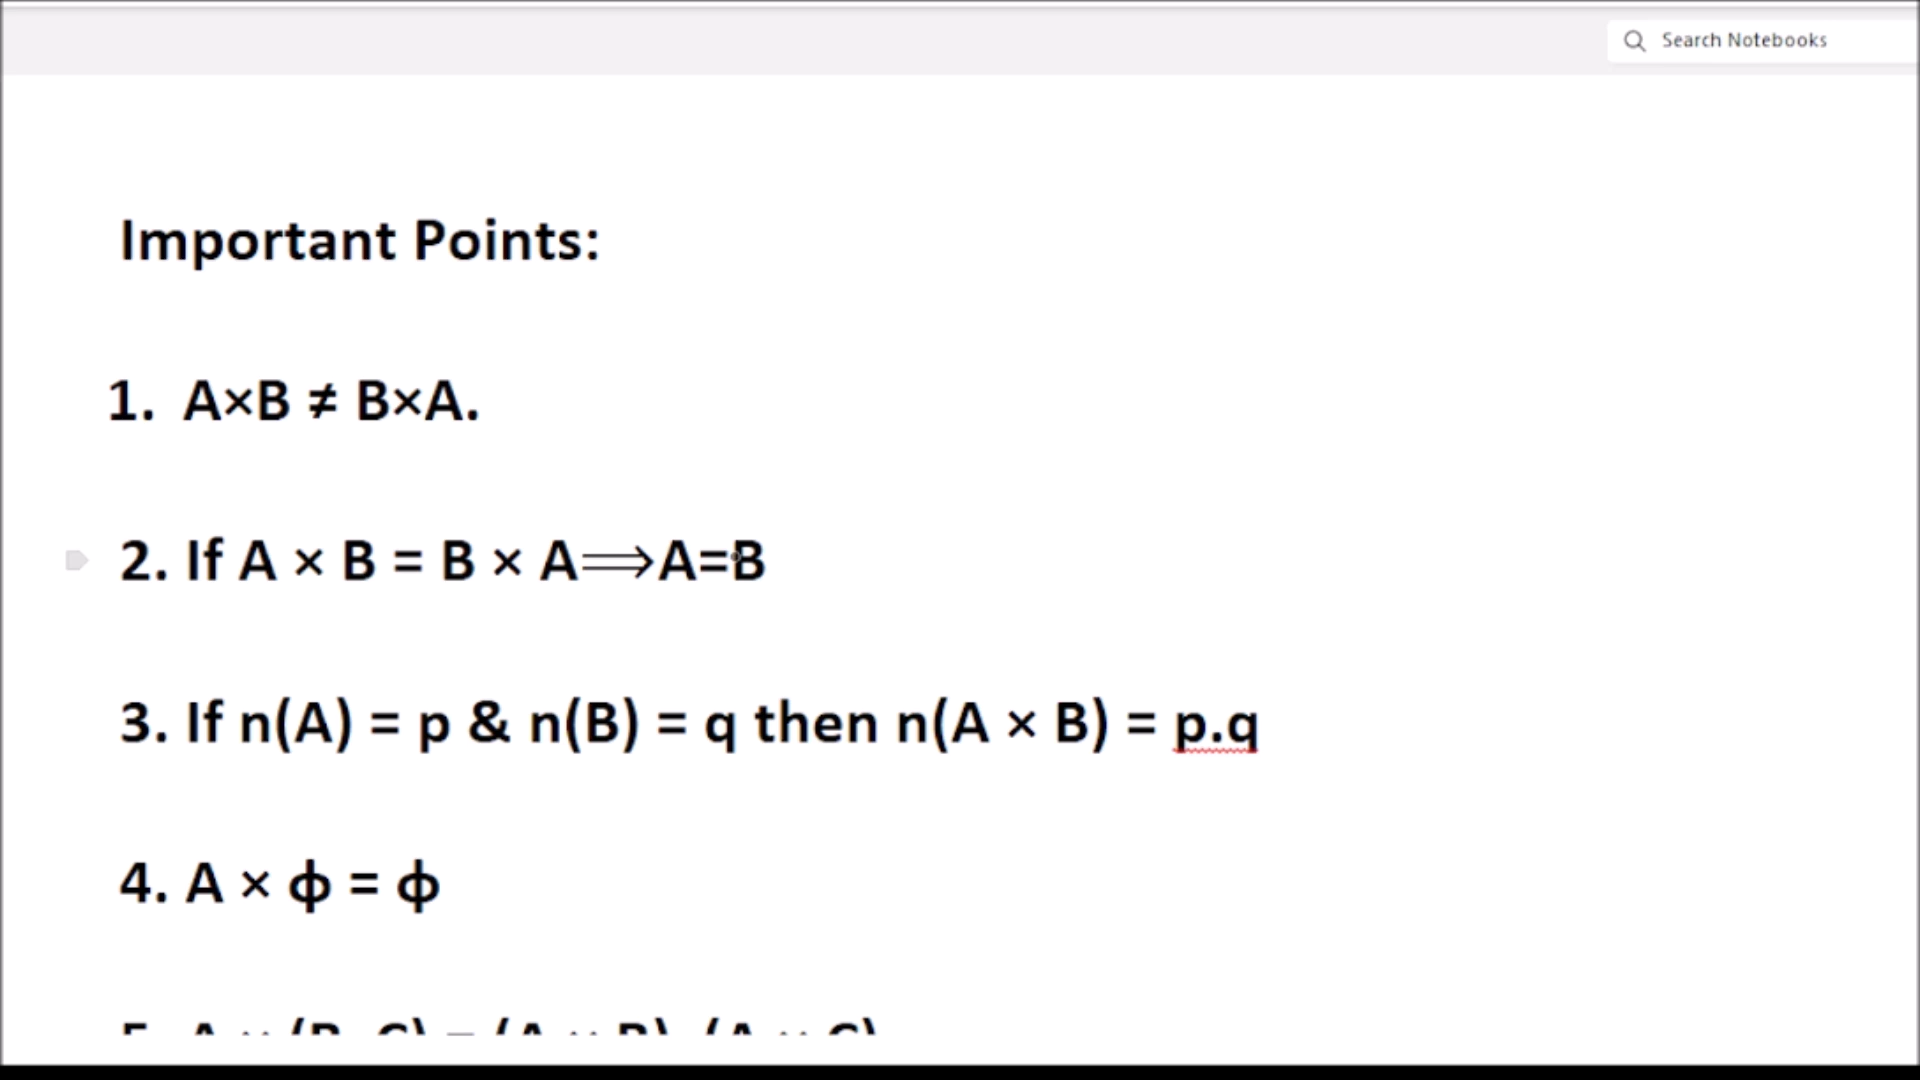 Search Notebooks
Important Points:
1. A×B ≠ B×A.
2. If A × B = B × A⟹A=B
3. If n(A) = p & n(B) = q then n(A × B) = p.q
4. A × ϕ = ϕ